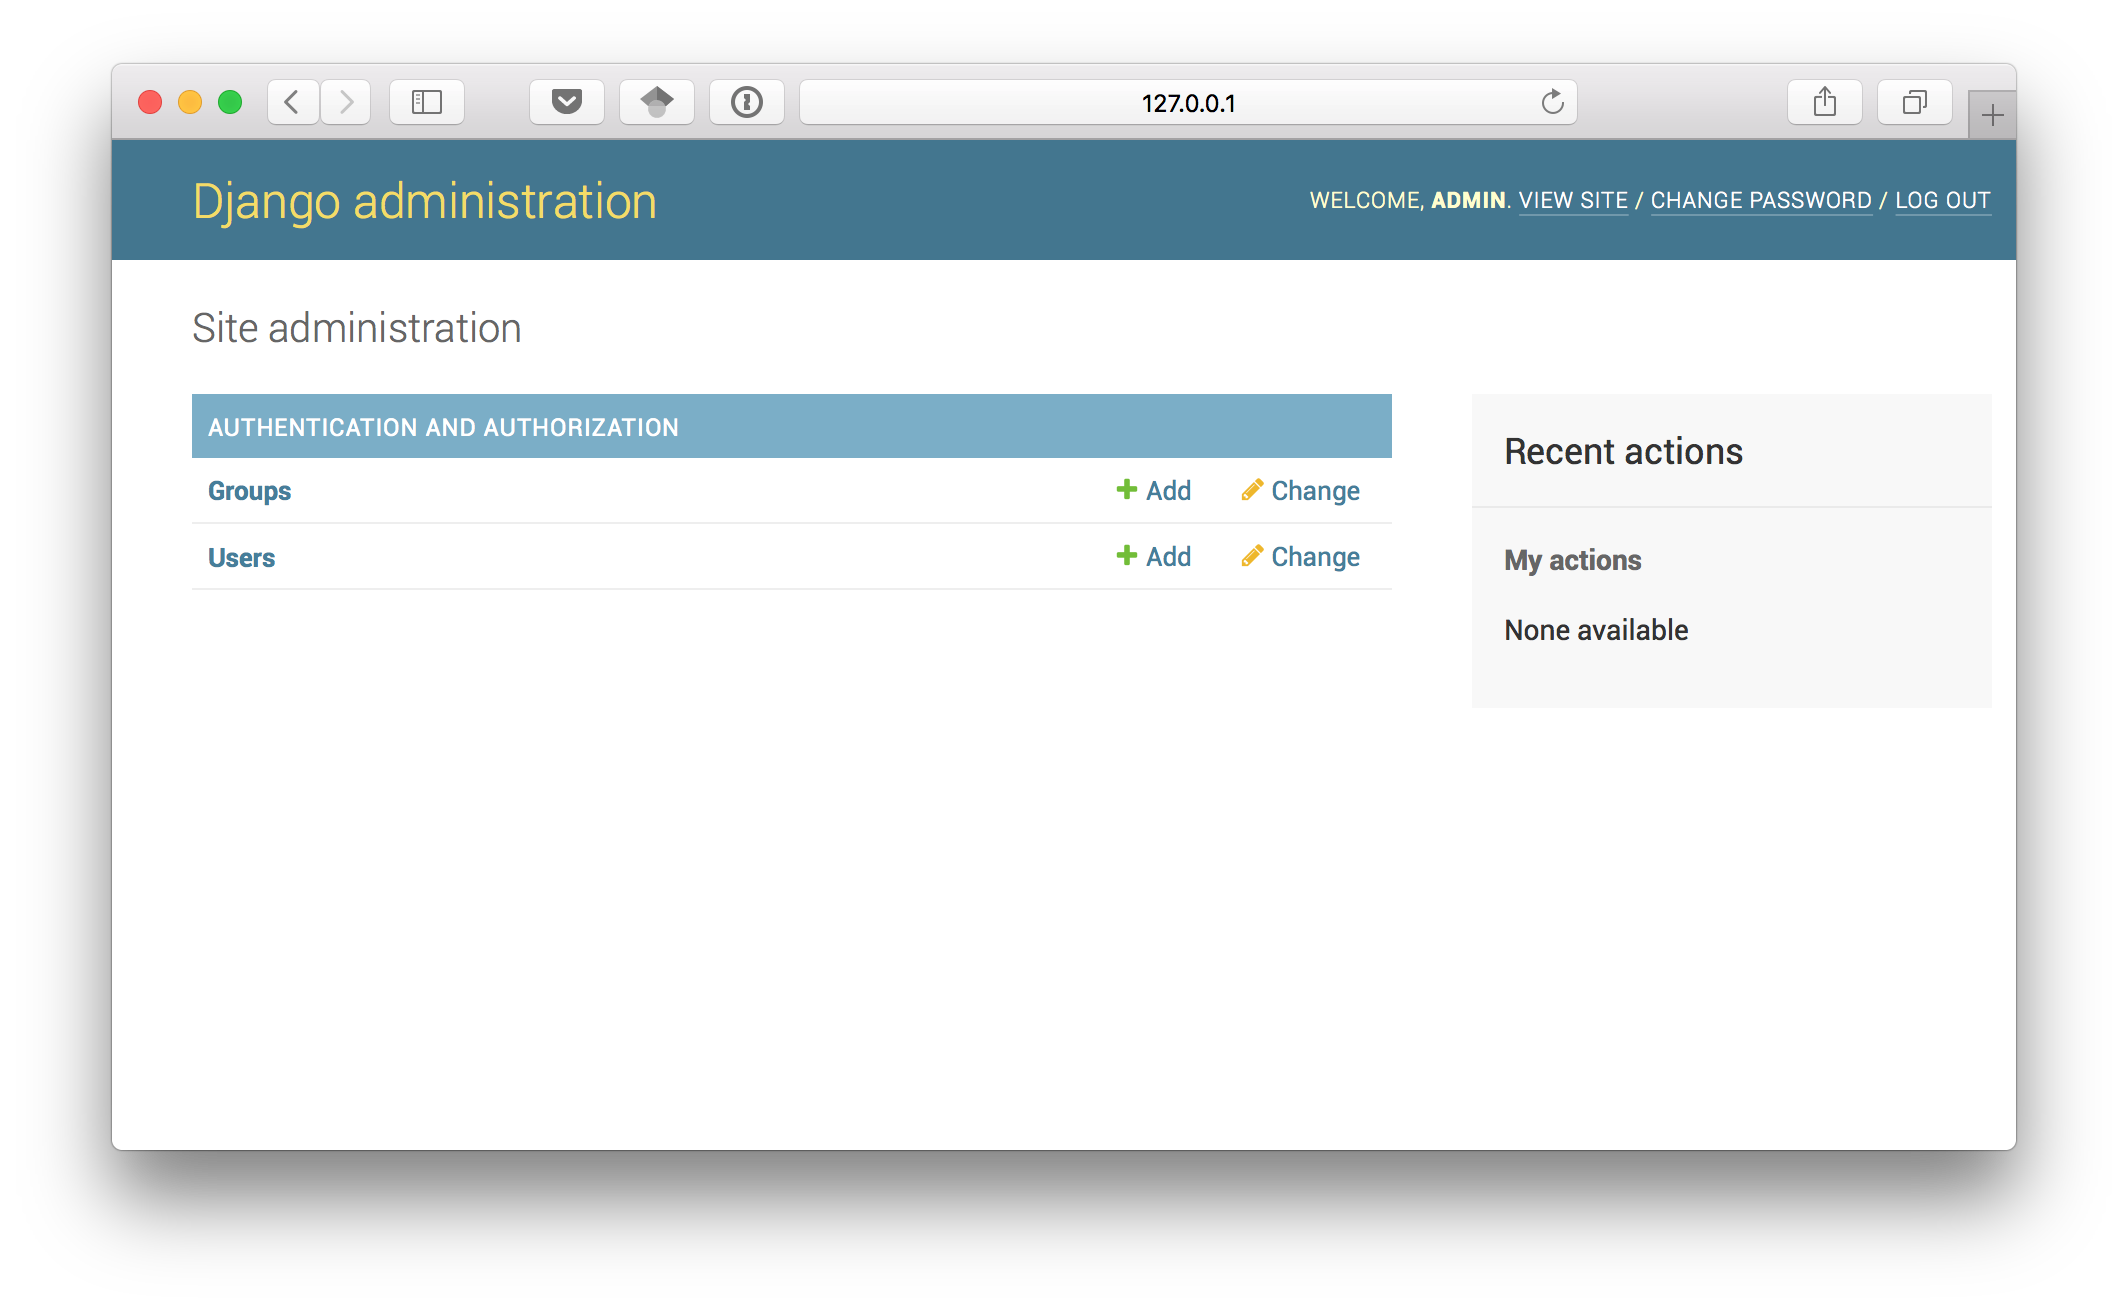 127.0.0.1
Django administration
WELCOME, ADMIN. VIEW SITE / CHANGE PASSWORD / LOG OUT
Site administration
AUTHENTICATION AND AUTHORIZATION
Groups Add Change
Users Add Change
Recent actions
My actions
None available